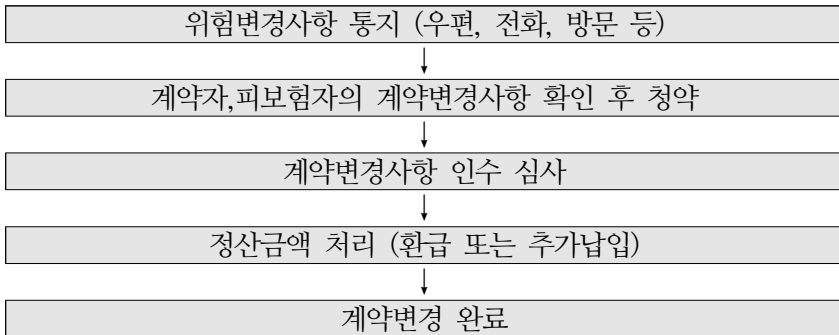 위험변경사항 통지 (우편, 전화, 방문 등)
계약자,피보험자의 계약변경사항 확인 후 청약
계약변경사항 인수 심사
정산금액 처리 (환급 또는 추가납입)
계약변경 완료